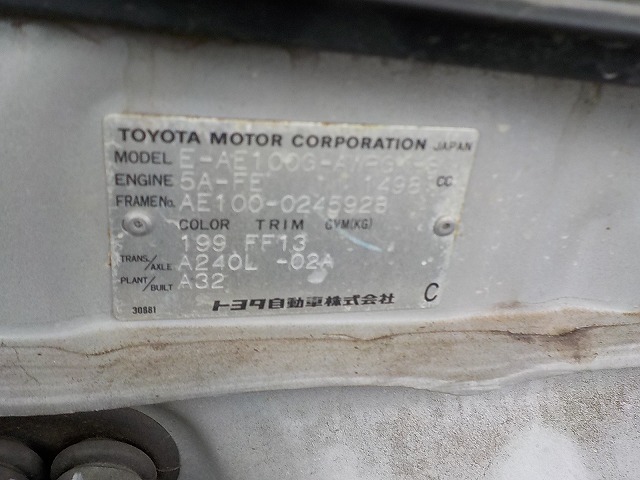 TOYOTA MOTOR CORPORATION JAPAN
MODEL
ENGINE 5A-FE 1498 CC
FRAME No. AE100-0245928
COLOR TRIM GVM(KG)
199 FF13
TRANS./AXLE A240L -02A
PLANT/BUILT A32
トヨタ自動車株式会社 C
30881